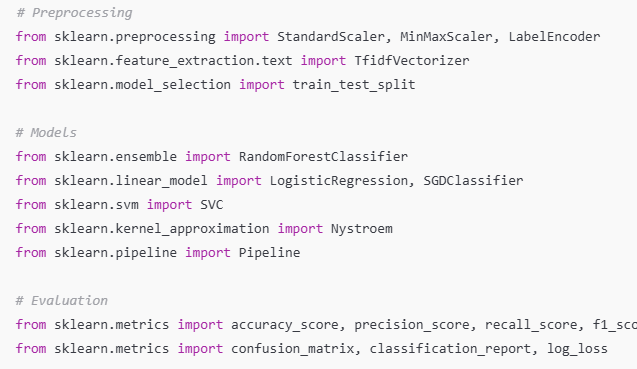 # Preprocessing
from sklearn.preprocessing import StandardScaler, MinMaxScaler, LabelEncoder
from sklearn.feature_extraction.text import TfidfVectorizer
from sklearn.model_selection import train_test_split
# Models
from sklearn.ensemble import RandomForestClassifier
from sklearn.linear_model import LogisticRegression, SGDClassifier
from sklearn.svm import SVC
from sklearn.kernel_approximation import Nystroem
from sklearn.pipeline import Pipeline
# Evaluation
from sklearn.metrics import accuracy_score, precision_score, recall_score, f1_sco
from sklearn.metrics import confusion_matrix, classification_report, log_loss